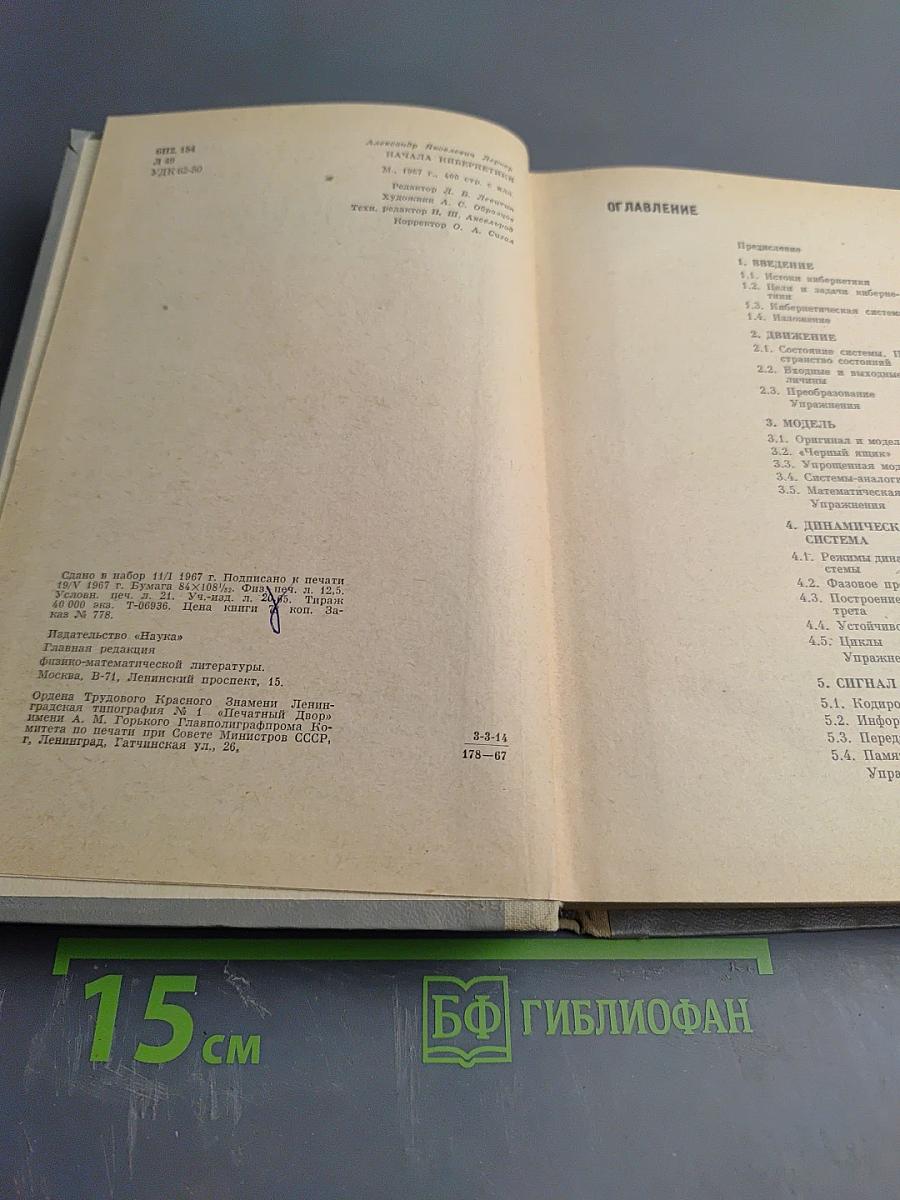 6П2. 154
Л 49
УДК 62-50
Александр Яковлевич Лернер
НАЧАЛА КИБЕРНЕТИКИ
М., 1967 г., 400 стр. с илл.
Редактор Л. В. Левитин
Художник А. С. Образцов
Техн. редактор И. Ш. Аксельрод
Корректор О. А. Сигал
Сдано в набор 11/I 1967 г. Подписано к печати
19/V 1967 г. Бумага 84×108¹/₃₂. Физ. печ. л. 12,5.
Условн. печ. л. 21. Уч.-изд. л. Тираж
40 000 экз. Т-06936. Цена книги коп. За-
каз № 778.
Издательство «Наука»
Главная редакция
физико-математической литературы.
Москва, В-71, Ленинский проспект, 15.
Ордена Трудового Красного Знамени Ленин-
градская типография № 1 «Печатный Двор»
имени А. М. Горького Главполиграфпрома Ко-
митета по печати при Совете Министров СССР,
г, Ленинград, Гатчинская ул., 26,
3-3-14
178—67
ОГЛАВЛЕНИЕ
Предисловие
1. ВВЕДЕНИЕ
1.1. Истоки кибернетики
1.2. Цели и задачи киберне-
тики
1.3. Кибернетическая систем
1.4. Изложение
2. ДВИЖЕНИЕ
2.1. Состояние системы. П
странство состояний
2.2. Входные и выходные
личины
2.3. Преобразование
Упражнения
3. МОДЕЛЬ
3.1. Оригинал и модел
3.2. «Черный ящик»
3.3. Упрощенная мод
3.4. Системы-аналоги
3.5. Математическая
Упражнения
4. ДИНАМИЧЕСК
СИСТЕМА
4.1. Режимы дина
стемы
4.2. Фазовое пр
4.3. Построение
трета
4.4. Устойчиво
4.5. Циклы
Упражне
5. СИГНАЛ
5.1. Кодиро
5.2. Инфор
5.3. Перед
5.4. Памя
Упра
15 см
БФ ГИБЛИОФАН